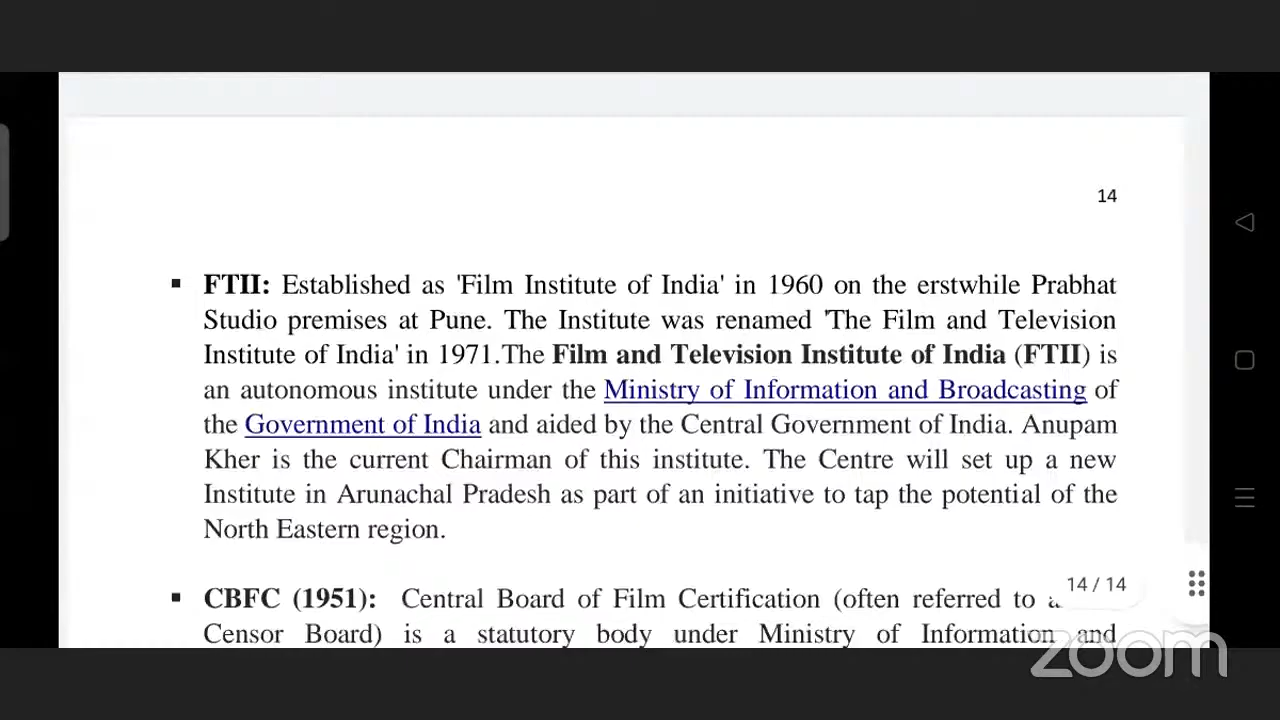 14
▪ FTII: Established as 'Film Institute of India' in 1960 on the erstwhile Prabhat
Studio premises at Pune. The Institute was renamed 'The Film and Television
Institute of India' in 1971.The Film and Television Institute of India (FTII) is
an autonomous institute under the Ministry of Information and Broadcasting of
the Government of India and aided by the Central Government of India. Anupam
Kher is the current Chairman of this institute. The Centre will set up a new
Institute in Arunachal Pradesh as part of an initiative to tap the potential of the
North Eastern region.
14 / 14
▪ CBFC (1951): Central Board of Film Certification (often referred to
Censor Board) is a statutory body under Ministry of Information and
zoom